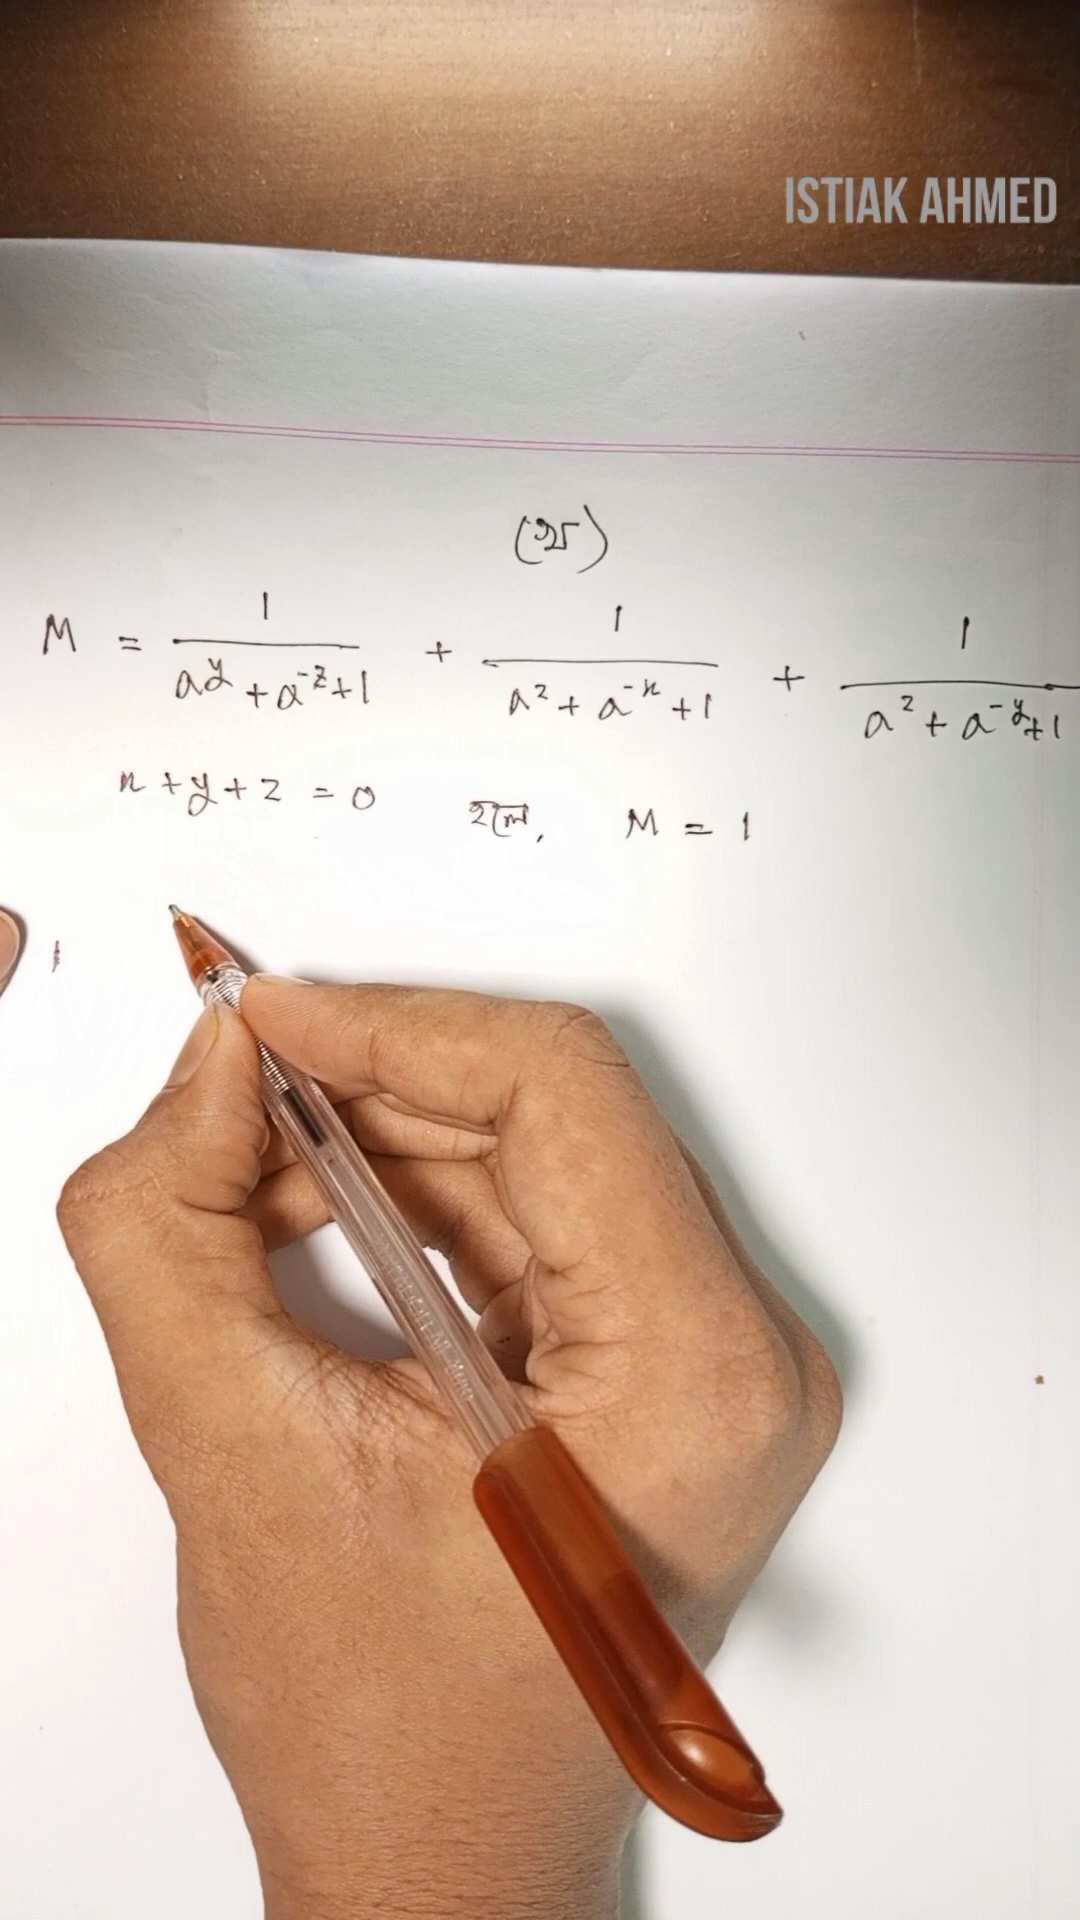 ISTIAK AHMED
(খ)
M = 1/(a^y + a^-z + 1) + 1/(a^z + a^-x + 1) + 1/(a^z + a^-y + 1)
x + y + z = 0 হলে, M = 1